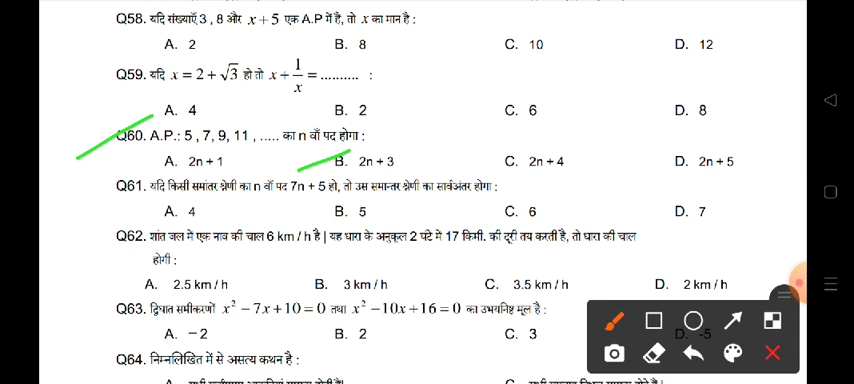 Q58. यदि संख्याएँ 3 , 8 और x + 5 एक A.P में है, तो x का मान है :
A. 2 B. 8 C. 10 D. 12
Q59. यदि x = 2 + √3 हो तो x + 1/x = .......... :
A. 4 B. 2 C. 6 D. 8
Q60. A.P.: 5 , 7, 9, 11 , ..... का n वाँ पद होगा :
A. 2n + 1 B. 2n + 3 C. 2n + 4 D. 2n + 5
Q61. यदि किसी समांतर श्रेणी का n वाँ पद 7n + 5 हो, तो उस समान्तर श्रेणी का सार्वअंतर होगा :
A. 4 B. 5 C. 6 D. 7
Q62. शांत जल में एक नाव की चाल 6 km / h है | यह धारा के अनुकूल 2 घंटे में 17 किमी. की दूरी तय करती है, तो धारा की चाल
होगी :
A. 2.5 km / h B. 3 km / h C. 3.5 km / h D. 2 km / h
Q63. द्विघात समीकरणों x² − 7x + 10 = 0 तथा x² − 10x + 16 = 0 का उभयनिष्ट मूल है :
A. − 2 B. 2 C. 3 D. -5
Q64. निम्नलिखित में से असत्य कथन है :